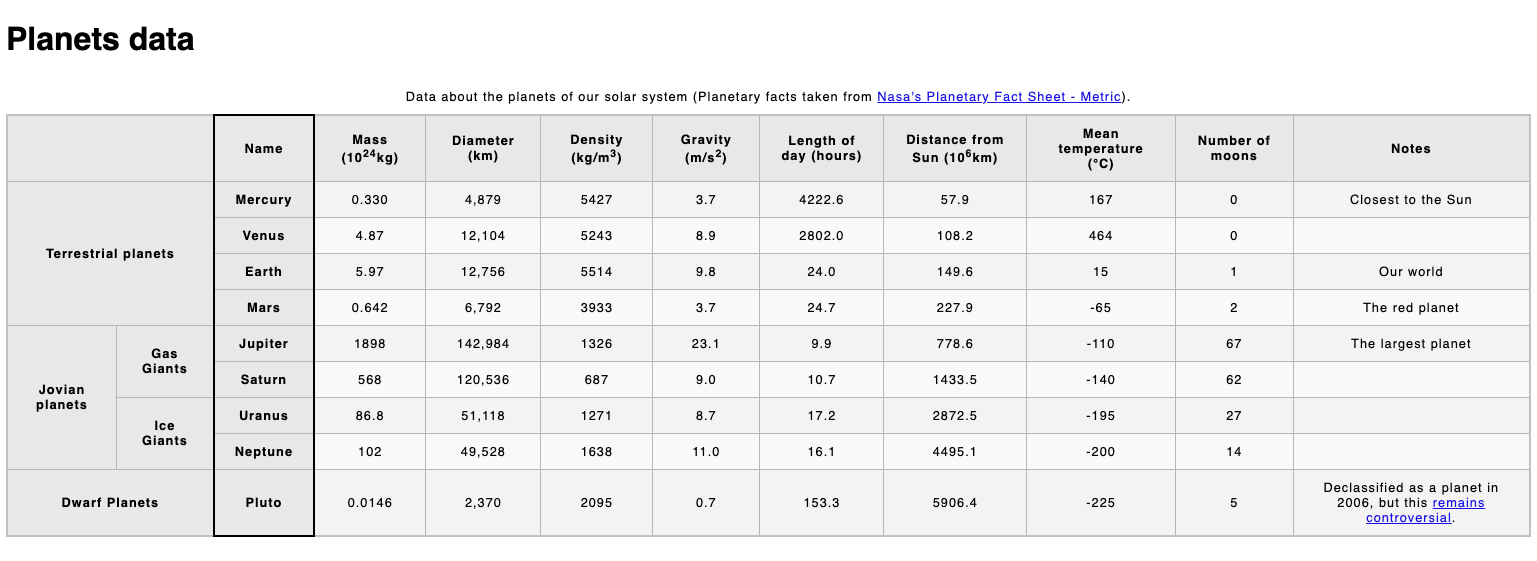 Planets data
Data about the planets of our solar system (Planetary facts taken from Nasa's Planetary Fact Sheet - Metric).
Name Mass (10²⁴kg) Diameter (km) Density (kg/m³) Gravity (m/s²) Length of day (hours) Distance from Sun (10⁶km) Mean temperature (°C) Number of moons Notes
Terrestrial planets Mercury 0.330 4,879 5427 3.7 4222.6 57.9 167 0 Closest to the Sun
Venus 4.87 12,104 5243 8.9 2802.0 108.2 464 0
Earth 5.97 12,756 5514 9.8 24.0 149.6 15 1 Our world
Mars 0.642 6,792 3933 3.7 24.7 227.9 -65 2 The red planet
Jovian planets Gas Giants Jupiter 1898 142,984 1326 23.1 9.9 778.6 -110 67 The largest planet
Saturn 568 120,536 687 9.0 10.7 1433.5 -140 62
Ice Giants Uranus 86.8 51,118 1271 8.7 17.2 2872.5 -195 27
Neptune 102 49,528 1638 11.0 16.1 4495.1 -200 14
Dwarf Planets Pluto 0.0146 2,370 2095 0.7 153.3 5906.4 -225 5 Declassified as a planet in 2006, but this remains controversial.